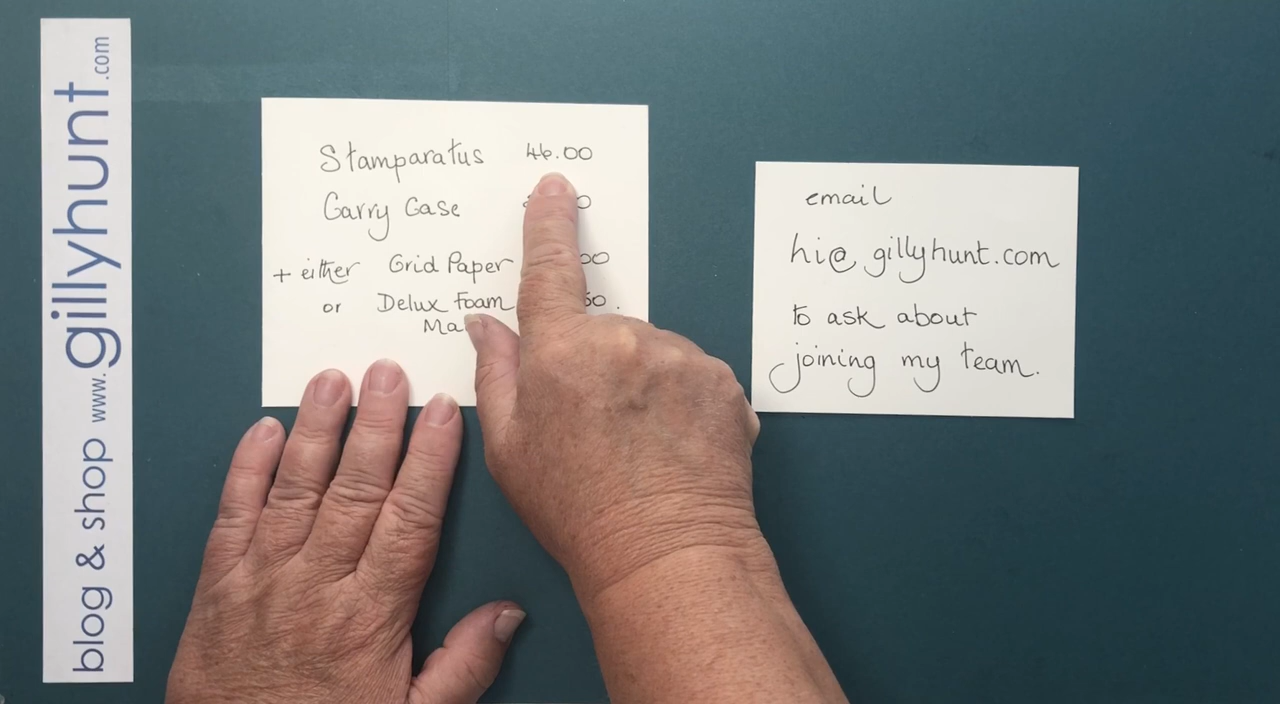 blog & shop www.gillyhunt.com
Stamparatus 46.00
Carry Case
+ either Grid Paper
or Delux Foam
email
hi@gillyhunt.com
to ask about
joining my team.